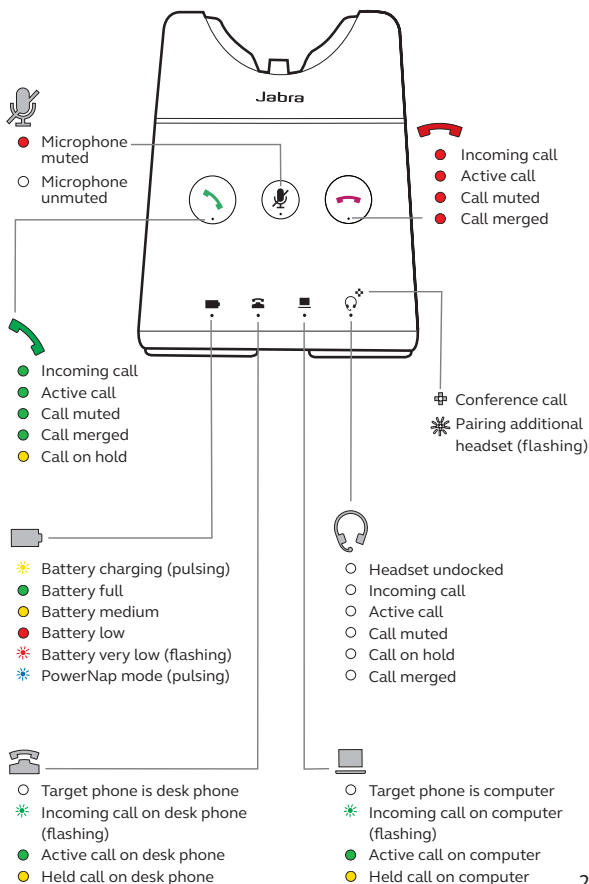 Jabra
Microphone
muted
Microphone
unmuted
Incoming call
Active call
Call muted
Call merged
Incoming call
Active call
Call muted
Call merged
Call on hold
Conference call
Pairing additional
headset (flashing)
Battery charging (pulsing)
Battery full
Battery medium
Battery low
Battery very low (flashing)
PowerNap mode (pulsing)
Headset undocked
Incoming call
Active call
Call muted
Call on hold
Call merged
Target phone is desk phone
Incoming call on desk phone
(flashing)
Active call on desk phone
Held call on desk phone
Target phone is computer
Incoming call on computer
(flashing)
Active call on computer
Held call on computer